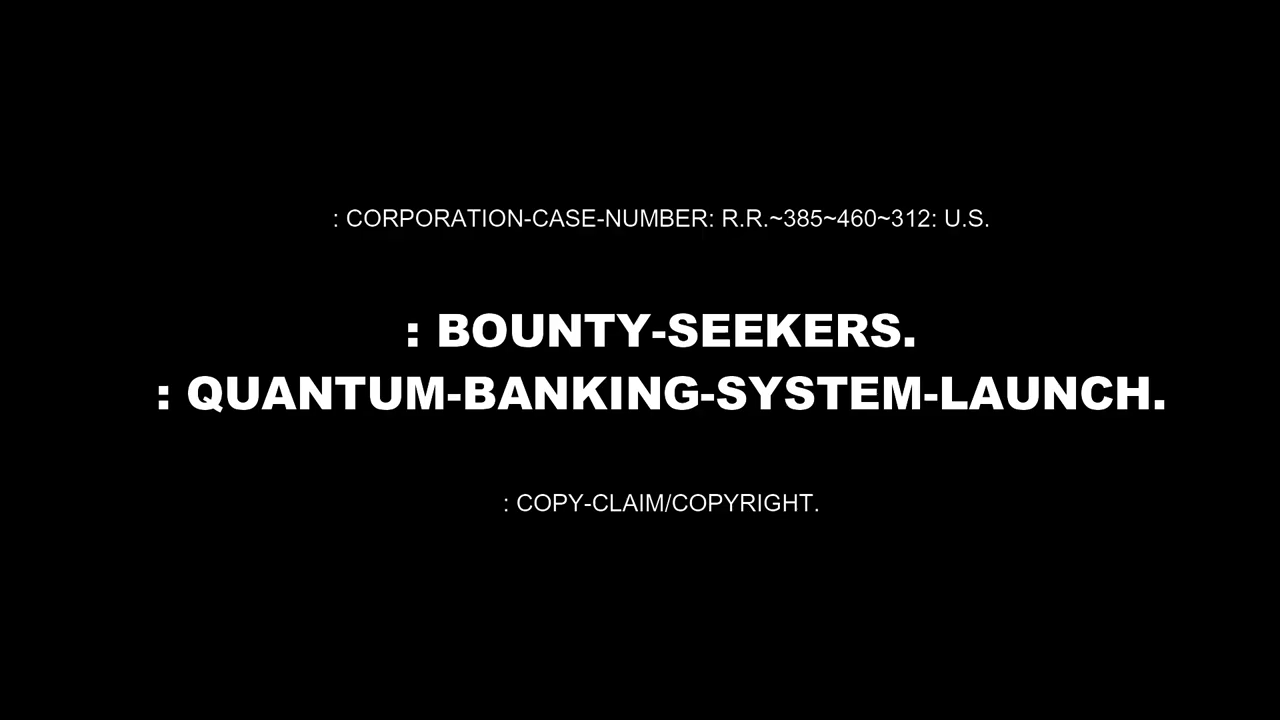 : CORPORATION-CASE-NUMBER: R.R.~385~460~312: U.S.
: BOUNTY-SEEKERS.
: QUANTUM-BANKING-SYSTEM-LAUNCH.
: COPY-CLAIM/COPYRIGHT.